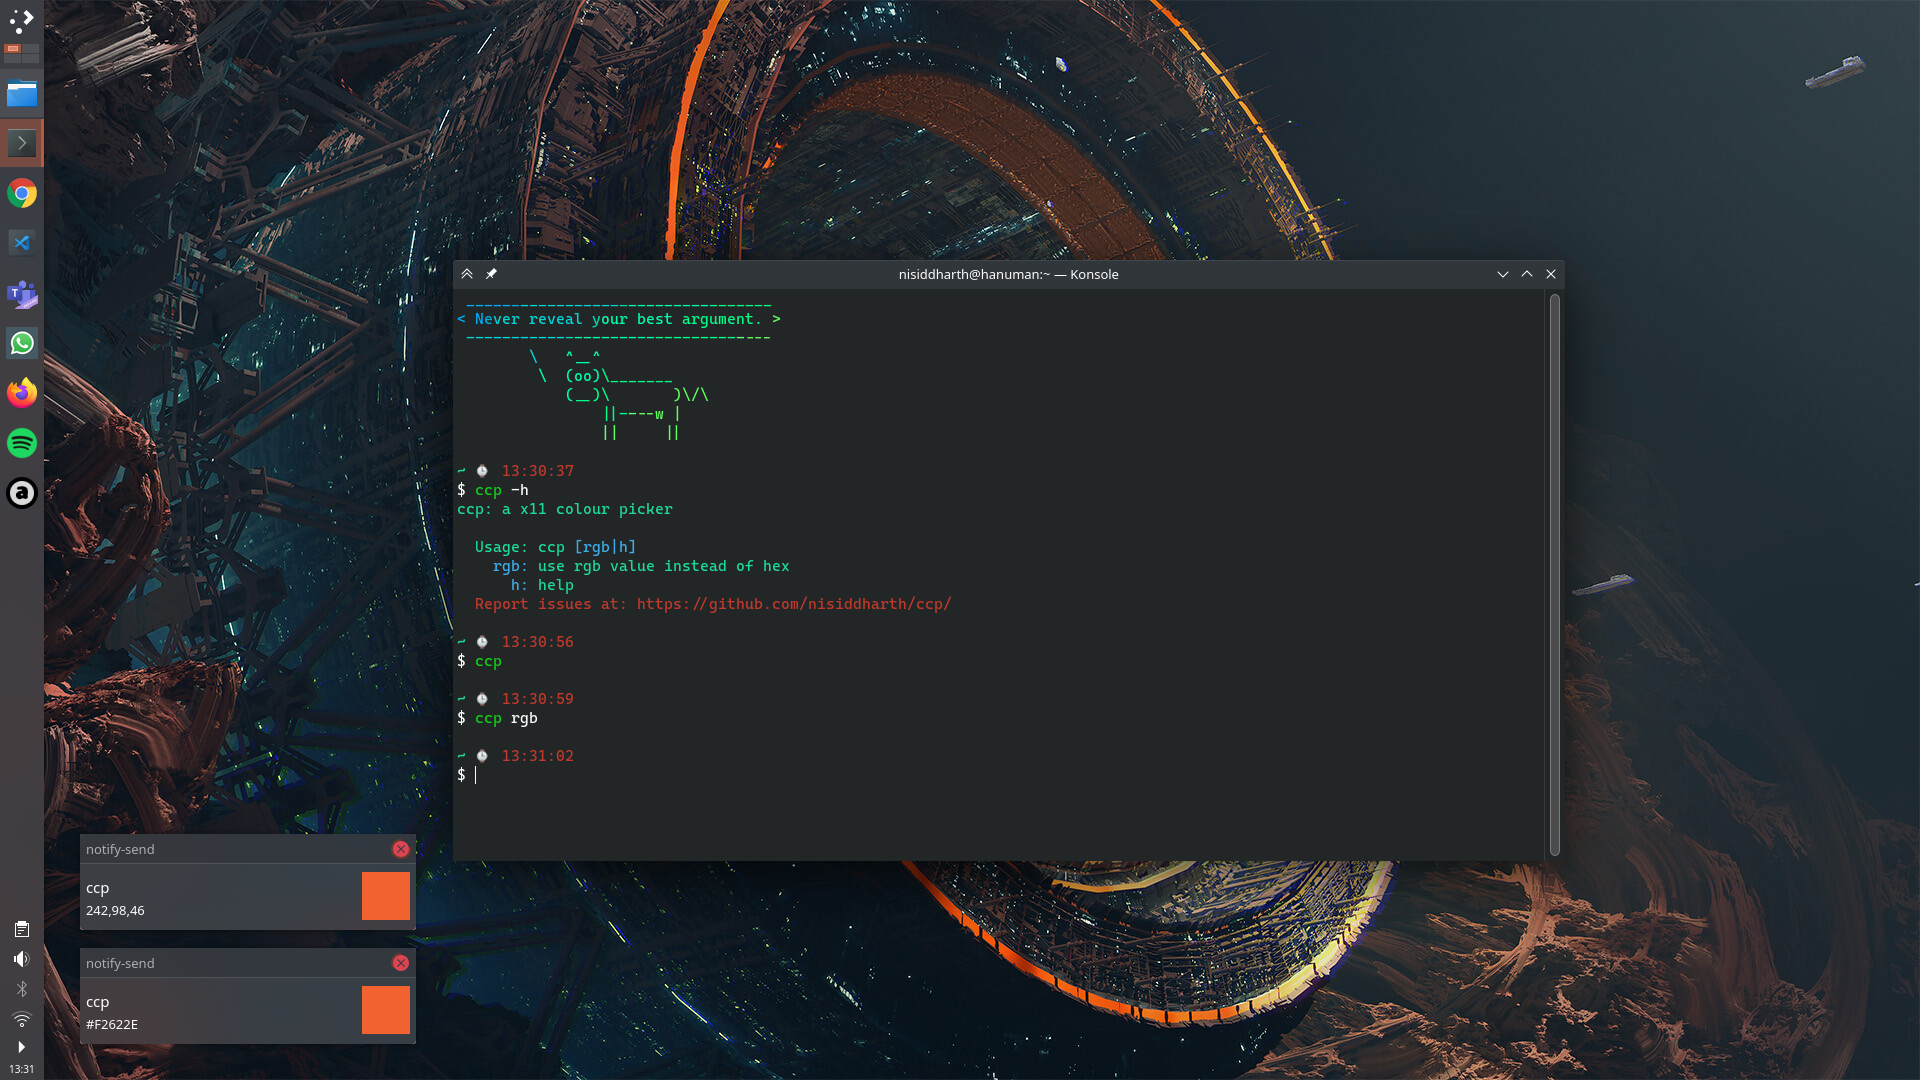 nisiddharth@hanuman:~ — Konsole
< Never reveal your best argument. >
\   ^__^
\  (oo)\_______
(__)\       )\/\
||----w |
||     ||
~ ⌚ 13:30:37
$ ccp -h
ccp: a x11 colour picker
Usage: ccp [rgb|h]
rgb: use rgb value instead of hex
h: help
Report issues at: https://github.com/nisiddharth/ccp/
~ ⌚ 13:30:56
$ ccp
~ ⌚ 13:30:59
$ ccp rgb
~ ⌚ 13:31:02
$
notify-send
ccp
242,98,46
notify-send
ccp
#F2622E
13:31